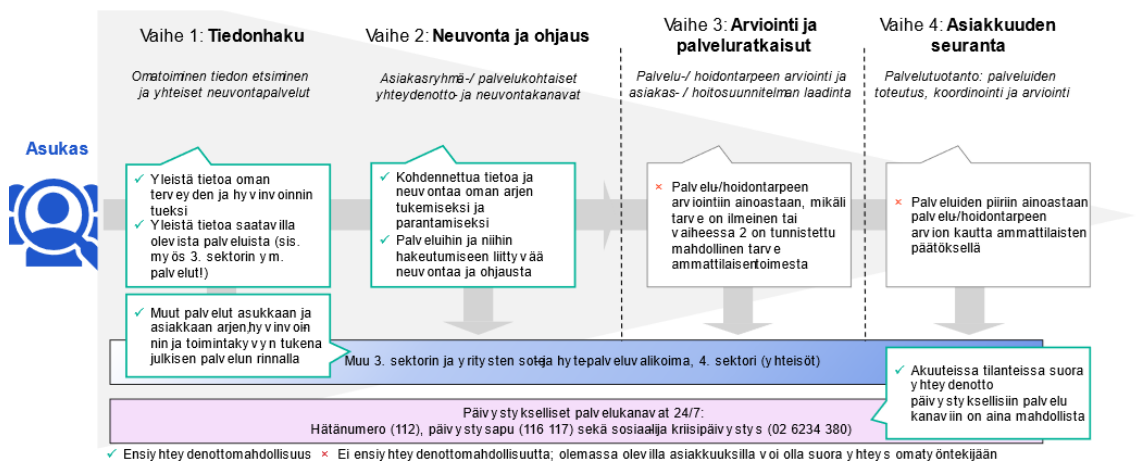 Vaihe 1: Tiedonhaku
Omatoiminen tiedon etsiminen
ja yhteiset neuvontapalvelut
Vaihe 2: Neuvonta ja ohjaus
Asiakasryhmä-/ palvelukohtaiset
yhteydenotto- ja neuvontakanavat
Vaihe 3: Arviointi ja
palveluratkaisut
Palvelu-/ hoidontarpeen arviointi ja
asiakas-/ hoitosuunnitelman laadinta
Vaihe 4: Asiakkuuden
seuranta
Palvelutuotanto: palveluiden
toteutus, koordinointi ja arviointi
Asukas
✓ Yleistä tietoa oman
terveyden ja hyvinvoinnin
tueksi
✓ Yleistä tietoa saatavilla
olevista palveluista (sis.
myös 3. sektorin ym.
palvelut!)
✓ Kohdennettua tietoa ja
neuvontaa oman arjen
tukemiseksi ja
parantamiseksi
✓ Palveluihin ja niihin
hakeutumiseen liittyvää
neuvontaa ja ohjausta
× Palvelu-/hoidontarpeen
arviointiin ainoastaan, mikäli
tarve on ilmeinen tai
vaiheessa 2 on tunnistettu
mahdollinen tarve
ammattilaisentoimesta
× Palveluiden piiriin ainoastaan
palvelu/hoidontarpeen
arvion kautta ammattilaisten
päätöksellä
✓ Muut palvelut asukkaan ja
asiakkaan arjen,hyvinvoin
nin ja toimintakyvyn tukena
julkisen palvelun rinnalla
Muu 3. sektorin ja yritysten sote-ja hyte-palveluvalikoima, 4. sektori (yhteisöt)
✓ Akuuteissa tilanteissa suora
yhteydenotto
päivystyksellisiin palvelu
kanaviin on aina mahdollista
Päivystykselliset palvelukanavat 24/7:
Hätänumero (112), päivystysapu (116 117) sekä sosiaali-ja kriisipäivystys (02 6234 380)
✓ Ensiyhteydenottomahdollisuus × Ei ensiyhteydenottomahdollisuutta; olemassa olevilla asiakkuuksilla voi olla suora yhteys omatyöntekijään